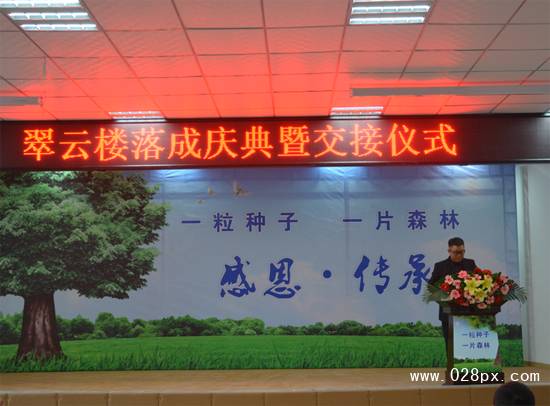 翠云楼落成庆典暨交接仪式
一粒种子 一片森林
感恩·传承
一粒种子
一片森林
www.028px.com